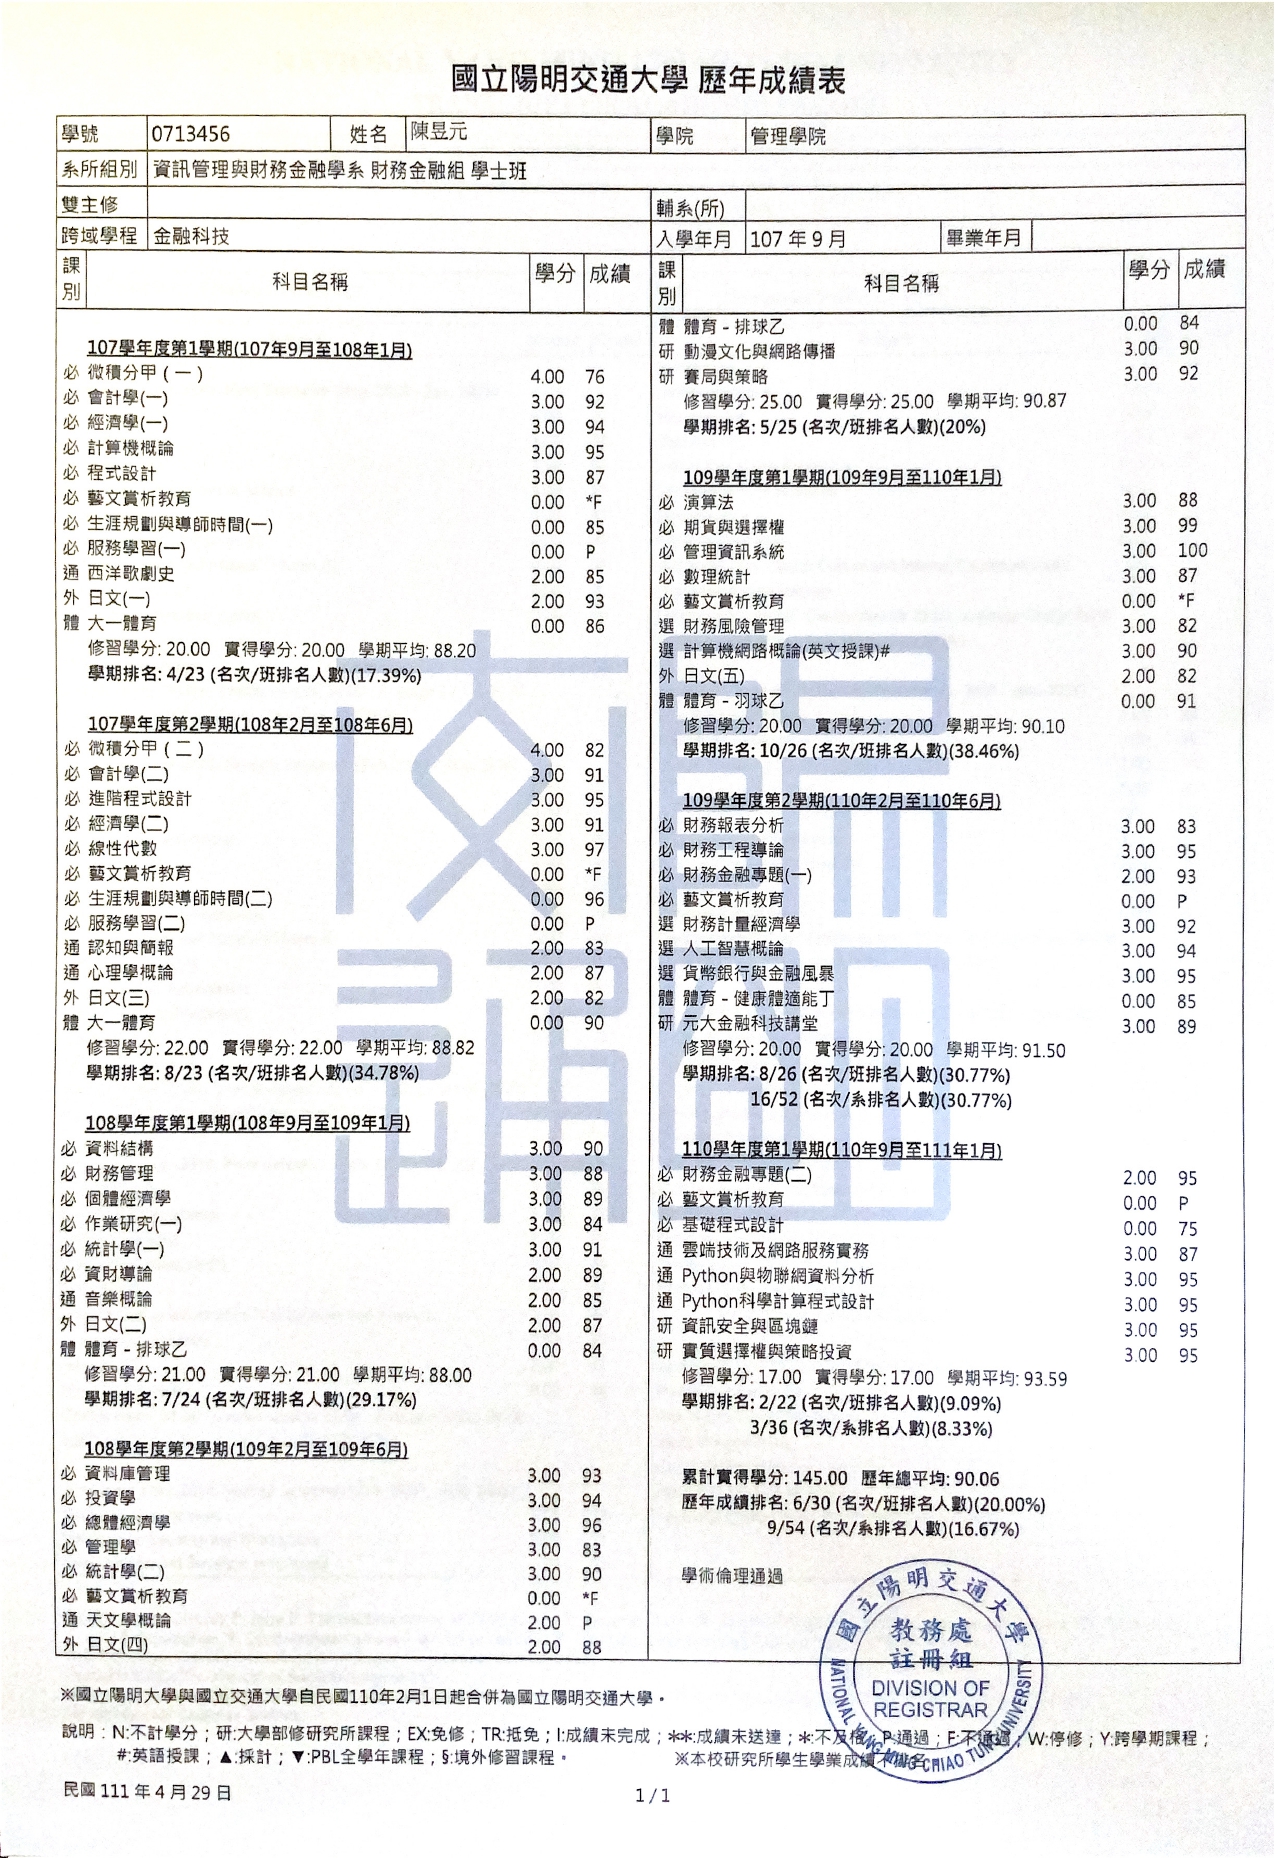 國立陽明交通大學 歷年成績表
學號 0713456 姓名 陳昱元 學院 管理學院
系所組別 資訊管理與財務金融學系 財務金融組 學士班
雙主修 輔系(所)
跨域學程 金融科技 入學年月 107 年 9 月 畢業年月
課別 科目名稱 學分 成績 課別 科目名稱 學分 成績
107學年度第1學期(107年9月至108年1月)
必 微積分甲 ( 一 ) 4.00 76
必 會計學(一) 3.00 92
必 經濟學(一) 3.00 94
必 計算機概論 3.00 95
必 程式設計 3.00 87
必 藝文賞析教育 0.00 *F
必 生涯規劃與導師時間(一) 0.00 85
必 服務學習(一) 0.00 P
通 西洋歌劇史 2.00 85
外 日文(一) 2.00 93
體 大一體育 0.00 86
修習學分: 20.00 實得學分: 20.00 學期平均: 88.20
學期排名: 4/23 (名次/班排名人數)(17.39%)
107學年度第2學期(108年2月至108年6月)
必 微積分甲 ( 二 ) 4.00 82
必 會計學(二) 3.00 91
必 進階程式設計 3.00 95
必 經濟學(二) 3.00 91
必 線性代數 3.00 97
必 藝文賞析教育 0.00 *F
必 生涯規劃與導師時間(二) 0.00 96
必 服務學習(二) 0.00 P
通 認知與簡報 2.00 83
通 心理學概論 2.00 87
外 日文(三) 2.00 82
體 大一體育 0.00 90
修習學分: 22.00 實得學分: 22.00 學期平均: 88.82
學期排名: 8/23 (名次/班排名人數)(34.78%)
108學年度第1學期(108年9月至109年1月)
必 資料結構 3.00 90
必 財務管理 3.00 88
必 個體經濟學 3.00 89
必 作業研究(一) 3.00 84
必 統計學(一) 3.00 91
必 資財導論 2.00 89
通 音樂概論 2.00 85
外 日文(二) 2.00 87
體 體育 - 排球乙 0.00 84
修習學分: 21.00 實得學分: 21.00 學期平均: 88.00
學期排名: 7/24 (名次/班排名人數)(29.17%)
108學年度第2學期(109年2月至109年6月)
必 資料庫管理 3.00 93
必 投資學 3.00 94
必 總體經濟學 3.00 96
必 管理學 3.00 83
必 統計學(二) 3.00 90
必 藝文賞析教育 0.00 *F
通 天文學概論 2.00 P
外 日文(四) 2.00 88
體 體育 - 排球乙 0.00 84
研 動漫文化與網路傳播 3.00 90
研 賽局與策略 3.00 92
修習學分: 25.00 實得學分: 25.00 學期平均: 90.87
學期排名: 5/25 (名次/班排名人數)(20%)
109學年度第1學期(109年9月至110年1月)
必 演算法 3.00 88
必 期貨與選擇權 3.00 99
必 管理資訊系統 3.00 100
必 數理統計 3.00 87
必 藝文賞析教育 0.00 *F
選 財務風險管理 3.00 82
選 計算機網路概論(英文授課)# 3.00 90
外 日文(五) 2.00 82
體 體育 - 羽球乙 0.00 91
修習學分: 20.00 實得學分: 20.00 學期平均: 90.10
學期排名: 10/26 (名次/班排名人數)(38.46%)
109學年度第2學期(110年2月至110年6月)
必 財務報表分析 3.00 83
必 財務工程導論 3.00 95
必 財務金融專題(一) 2.00 93
必 藝文賞析教育 0.00 P
選 財務計量經濟學 3.00 92
選 人工智慧概論 3.00 94
選 貨幣銀行與金融風暴 3.00 95
體 體育 - 健康體適能丁 0.00 85
研 元大金融科技講堂 3.00 89
修習學分: 20.00 實得學分: 20.00 學期平均: 91.50
學期排名: 8/26 (名次/班排名人數)(30.77%)
16/52 (名次/系排名人數)(30.77%)
110學年度第1學期(110年9月至111年1月)
必 財務金融專題(二) 2.00 95
必 藝文賞析教育 0.00 P
必 基礎程式設計 0.00 75
通 雲端技術及網路服務實務 3.00 87
通 Python與物聯網資料分析 3.00 95
通 Python科學計算程式設計 3.00 95
研 資訊安全與區塊鏈 3.00 95
研 實質選擇權與策略投資 3.00 95
修習學分: 17.00 實得學分: 17.00 學期平均: 93.59
學期排名: 2/22 (名次/班排名人數)(9.09%)
3/36 (名次/系排名人數)(8.33%)
累計實得學分: 145.00 歷年總平均: 90.06
歷年成績排名: 6/30 (名次/班排名人數)(20.00%)
9/54 (名次/系排名人數)(16.67%)
學術倫理通過
國立陽明交通大學
教務處
註冊組
DIVISION OF
REGISTRAR
NATIONAL YANG MING CHIAO TUNG UNIVERSITY
※國立陽明大學與國立交通大學自民國110年2月1日起合併為國立陽明交通大學。
說明：N:不計學分；研:大學部修研究所課程；EX:免修；TR:抵免；I:成績未完成；**:成績未送達；*:不及格；P:通過；F:不通過；W:停修；Y:跨學期課程；
#:英語授課；▲:採計；▼:PBL全學年課程；§:境外修習課程。 ※本校研究所學生學業成績不排名
民國 111 年 4 月 29 日
1 / 1